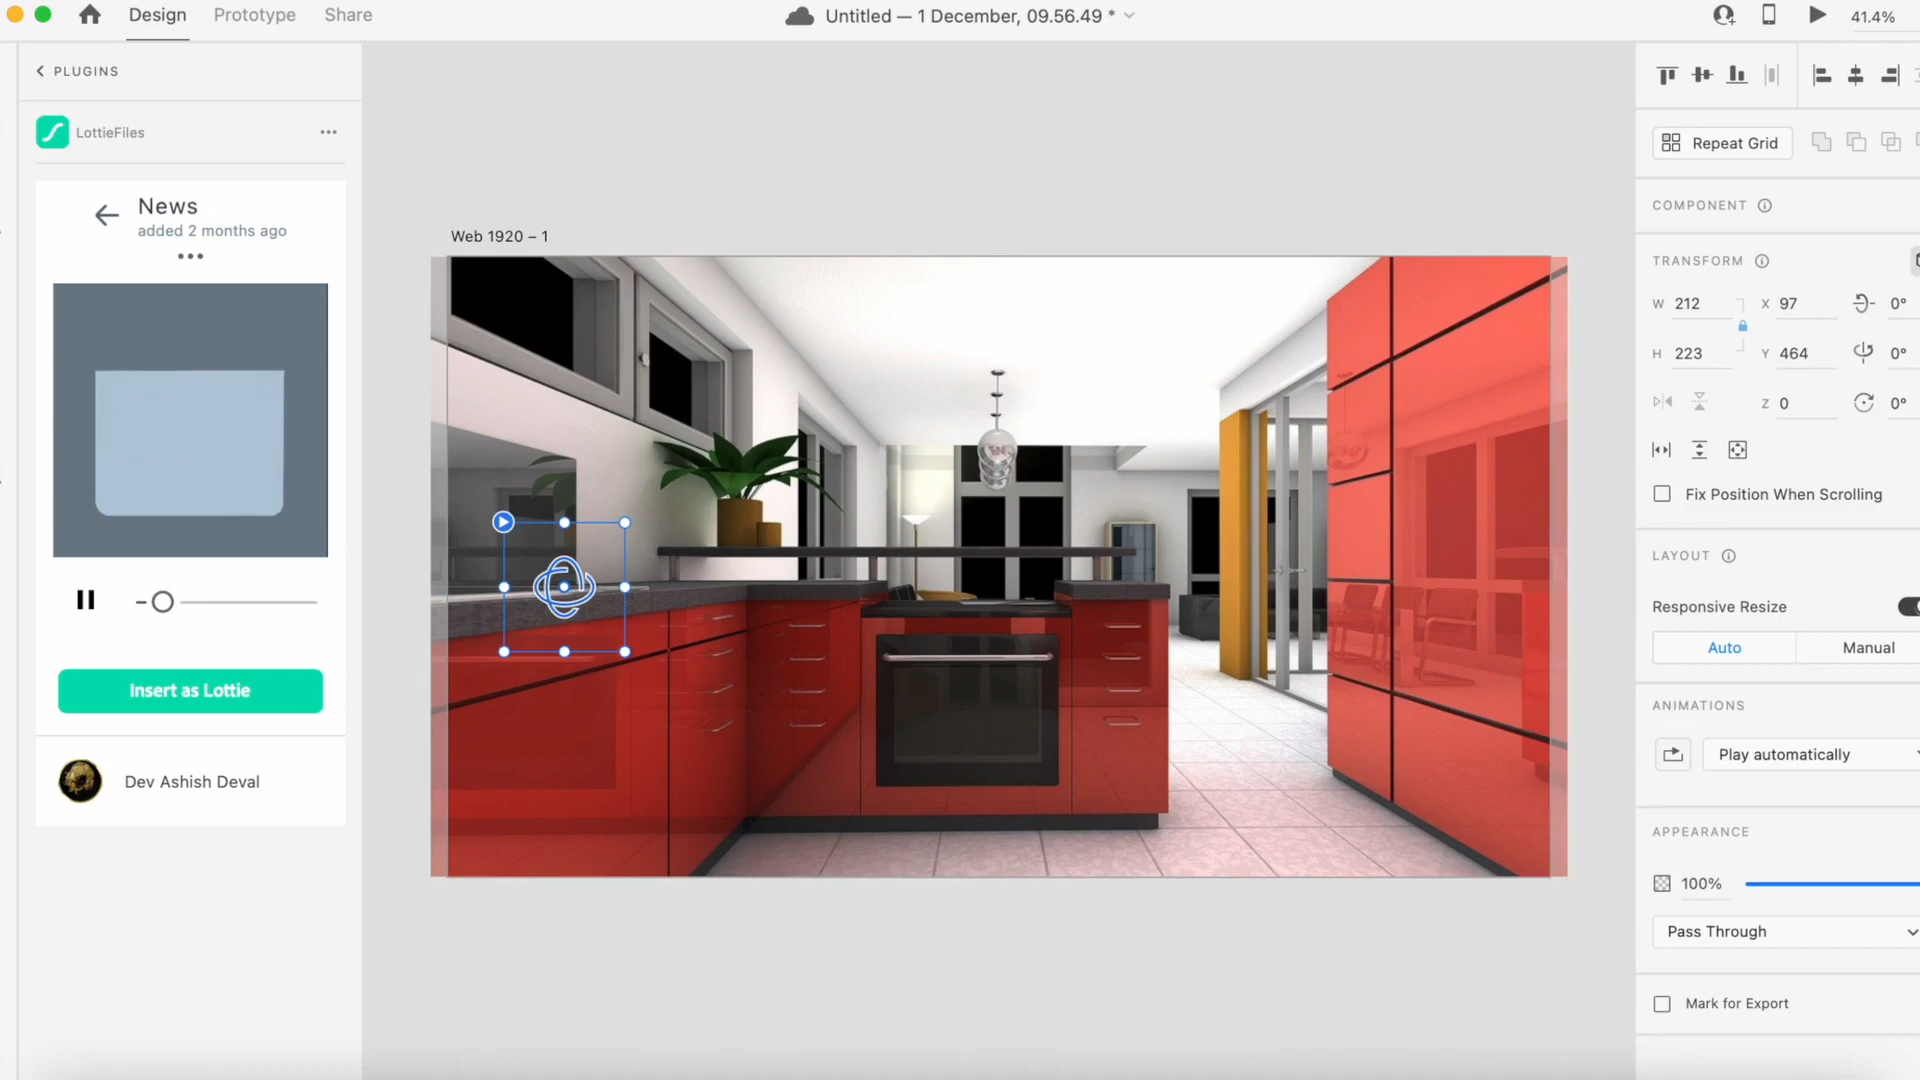 Design Prototype Share
Untitled — 1 December, 09.56.49 *
41.4%
PLUGINS
LottieFiles
News
added 2 months ago
Insert as Lottie
Dev Ashish Deval
Web 1920 – 1
Repeat Grid
COMPONENT
TRANSFORM
W 212 X 97 0°
H 223 Y 464 0°
Z 0 0°
Fix Position When Scrolling
LAYOUT
Responsive Resize
Auto Manual
ANIMATIONS
Play automatically
APPEARANCE
100%
Pass Through
Mark for Export